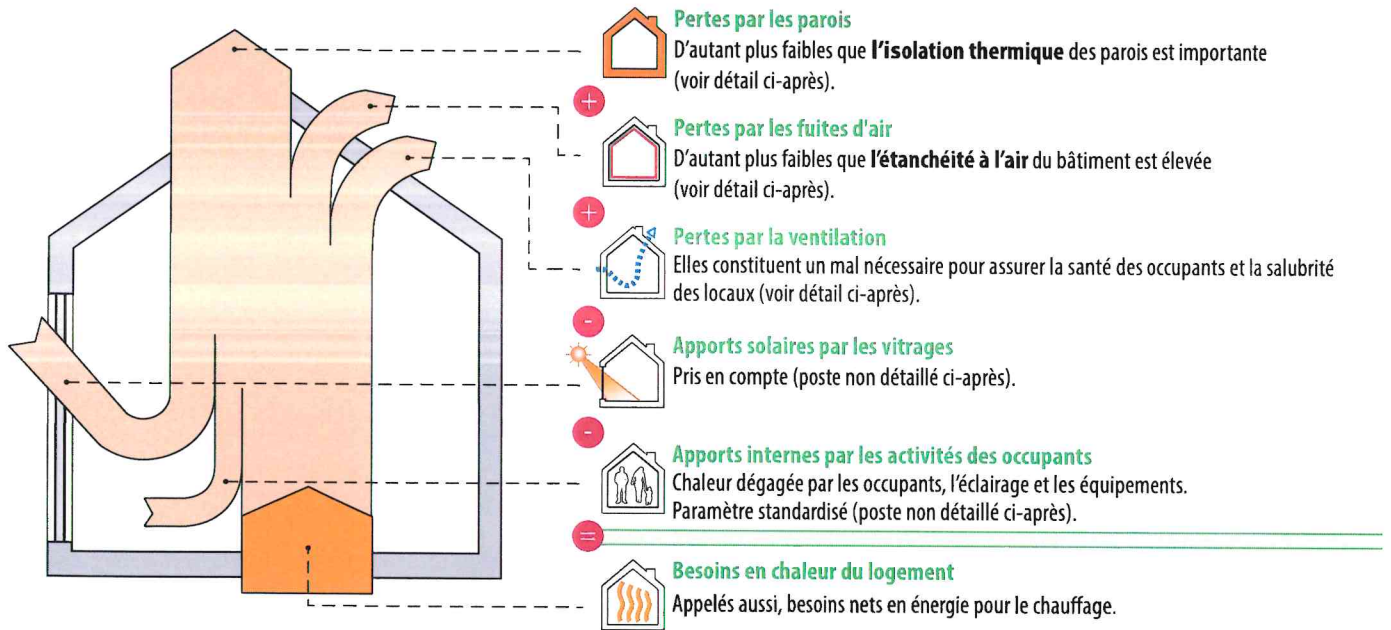 Pertes par les parois
D'autant plus faibles que l'isolation thermique des parois est importante
(voir détail ci-après).
+
Pertes par les fuites d'air
D'autant plus faibles que l'étanchéité à l'air du bâtiment est élevée
(voir détail ci-après).
+
Pertes par la ventilation
Elles constituent un mal nécessaire pour assurer la santé des occupants et la salubrité
des locaux (voir détail ci-après).
-
Apports solaires par les vitrages
Pris en compte (poste non détaillé ci-après).
-
Apports internes par les activités des occupants
Chaleur dégagée par les occupants, l'éclairage et les équipements.
Paramètre standardisé (poste non détaillé ci-après).
=
Besoins en chaleur du logement
Appelés aussi, besoins nets en énergie pour le chauffage.